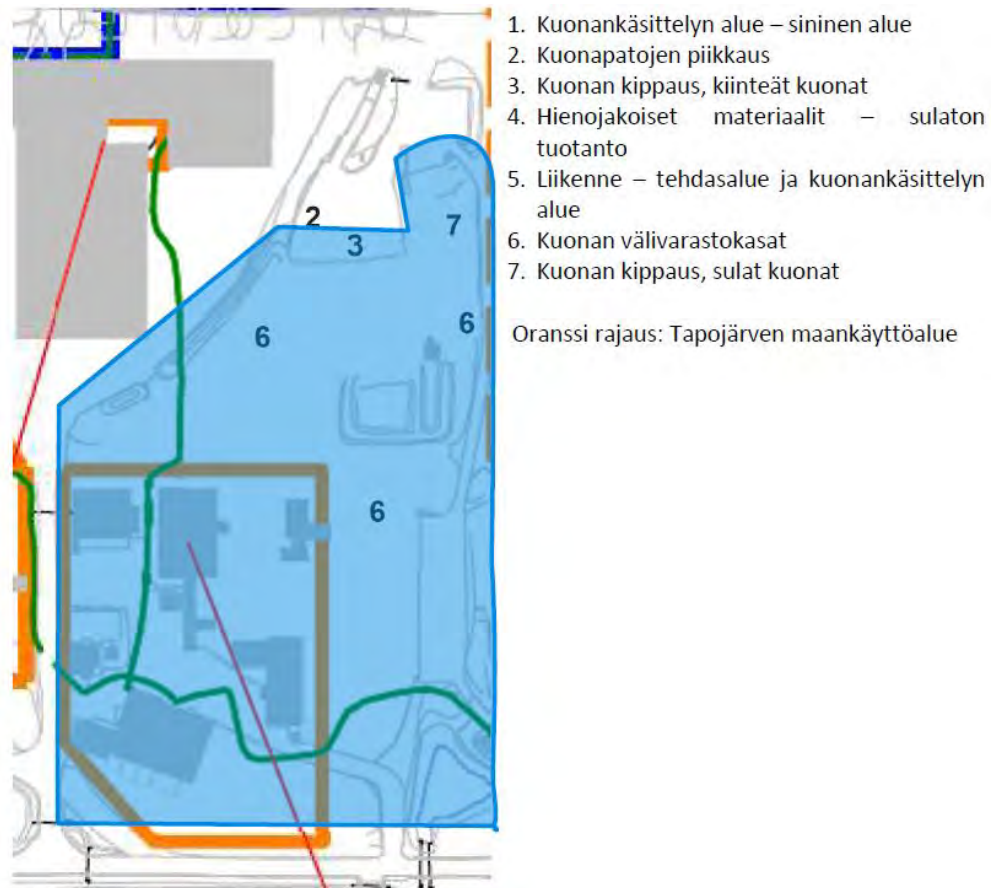 1. Kuonankäsittelyn alue – sininen alue
2. Kuonapatojen piikkaus
3. Kuonan kippaus, kiinteät kuonat
4. Hienojakoiset materiaalit – sulaton
tuotanto
5. Liikenne – tehdasalue ja kuonankäsittelyn
alue
6. Kuonan välivarastokasat
7. Kuonan kippaus, sulat kuonat
Oranssi rajaus: Tapojärven maankäyttöalue
2
7
3
6
6
6